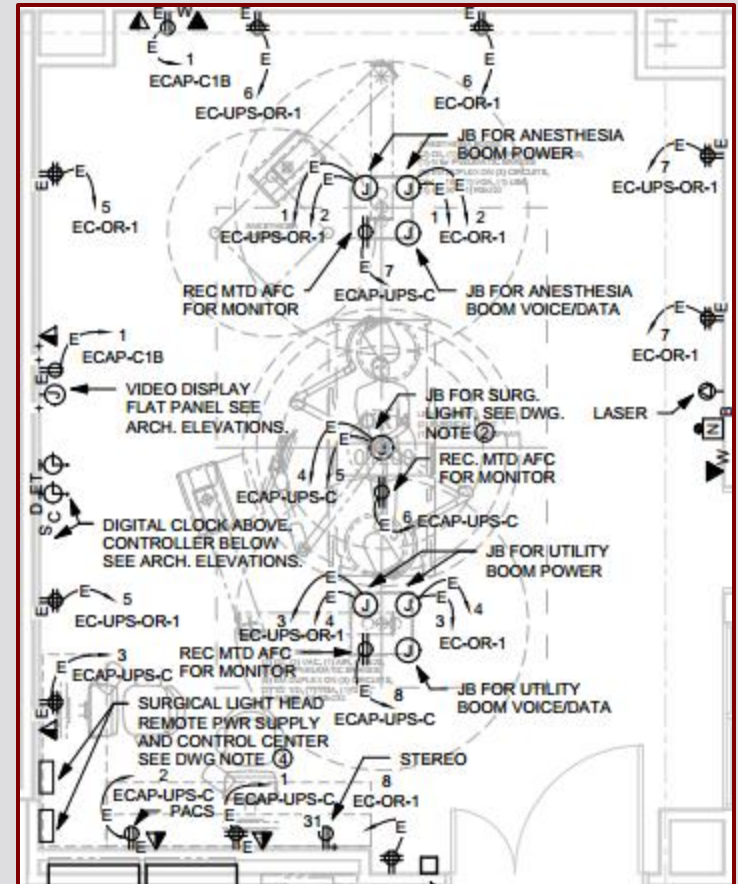 E W
E
E
E
1
ECAP-C1B
E
6
EC-UPS-OR-1
E
6
EC-OR-1
JB FOR ANESTHESIA
BOOM POWER
E
E
7
EC-UPS-OR-1
E
E
5
EC-OR-1
E
E
J
J
E
E
1
2
EC-UPS-OR-1
1
2
EC-OR-1
J
REC MTD AFC
FOR MONITOR
E
7
ECAP-UPS-C
JB FOR ANESTHESIA
BOOM VOICE/DATA
E
E
7
EC-OR-1
E
1
ECAP-C1B
E
J
VIDEO DISPLAY
FLAT PANEL SEE
ARCH. ELEVATIONS.
JB FOR SURG.
LIGHT. SEE DWG.
NOTE 2
LASER
N
B
W
E
E
J
4
5
ECAP-UPS-C
REC. MTD AFC
FOR MONITOR
E
6
ECAP-UPS-C
D ET
S C
DIGITAL CLOCK ABOVE,
CONTROLLER BELOW
SEE ARCH. ELEVATIONS.
JB FOR UTILITY
BOOM POWER
E
E
5
EC-UPS-OR-1
E
E
J
J
E
E
3
4
EC-UPS-OR-1
3
4
EC-OR-1
J
REC MTD AFC
FOR MONITOR
E
8
ECAP-UPS-C
JB FOR UTILITY
BOOM VOICE/DATA
E
3
ECAP-UPS-C
E
SURGICAL LIGHT HEAD
REMOTE PWR SUPPLY
AND CONTROL CENTER
SEE DWG NOTE 4
STEREO
2
ECAP-UPS-C
E
PACS
E
1
ECAP-UPS-C
E
E
31
8
EC-OR-1
E
E